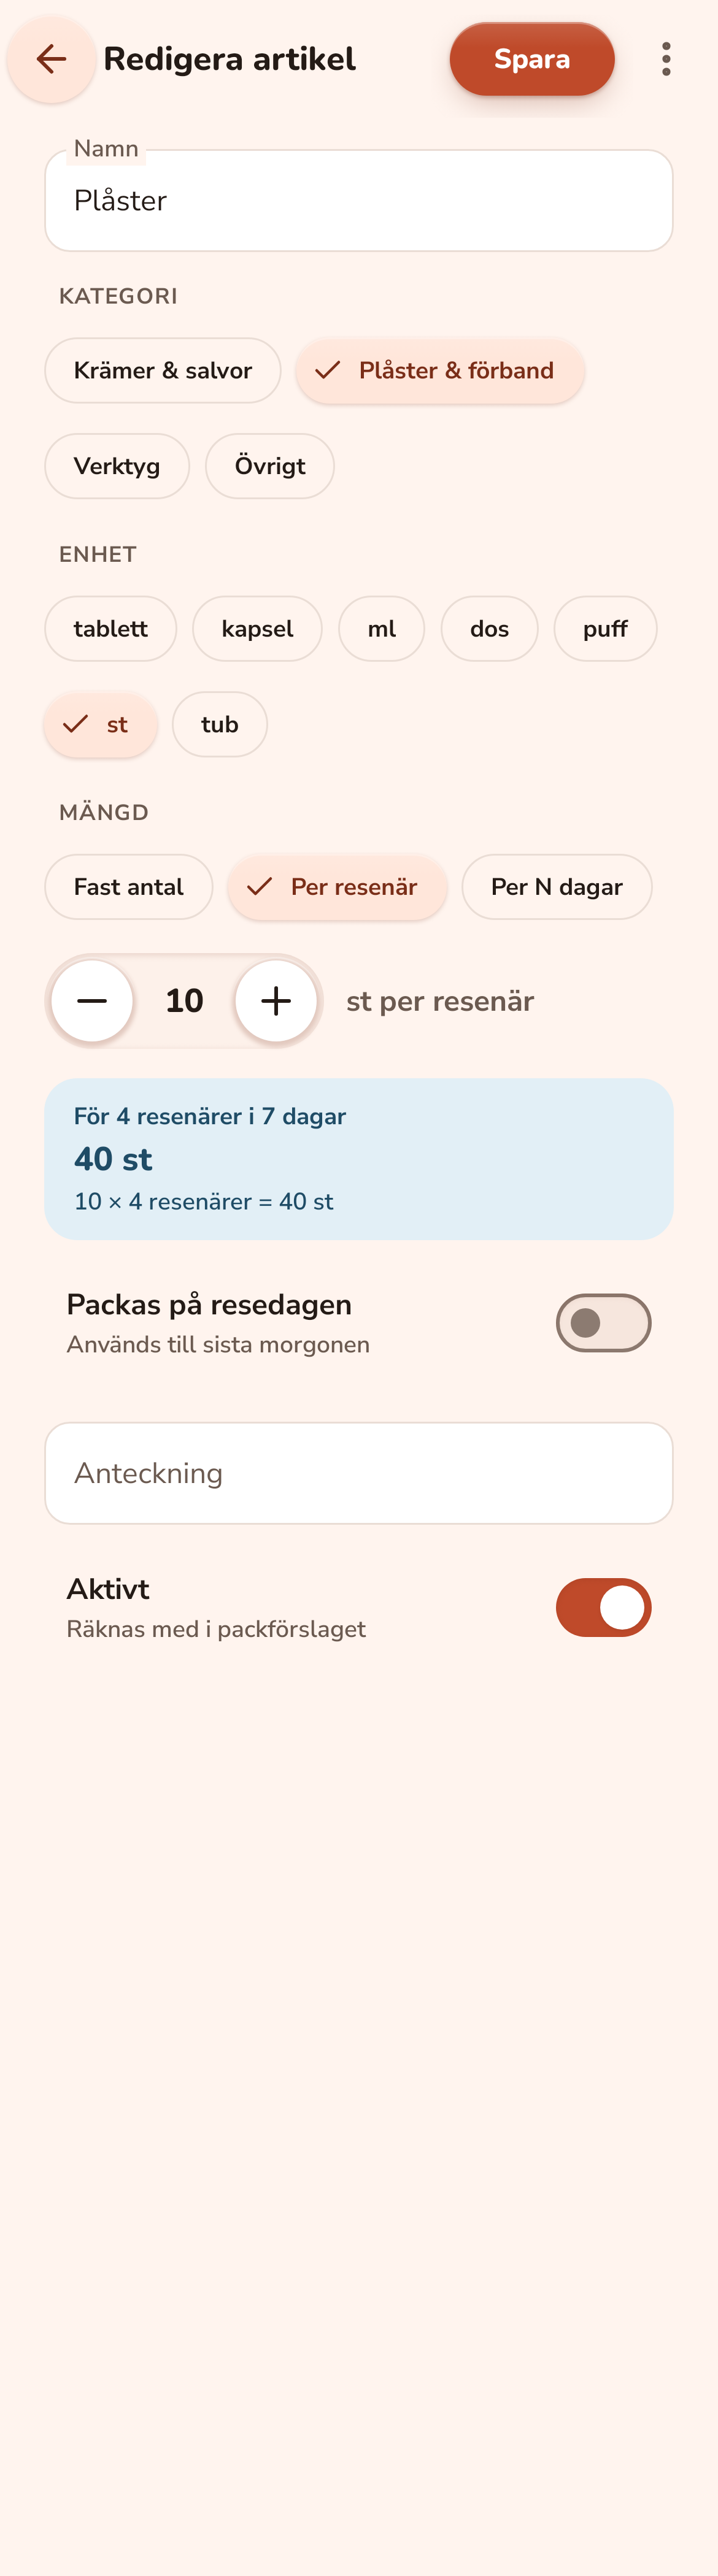 Redigera artikel
Spara
Namn
Plåster
KATEGORI
Krämer & salvor
Plåster & förband
Verktyg
Övrigt
ENHET
tablett
kapsel
ml
dos
puff
st
tub
MÄNGD
Fast antal
Per resenär
Per N dagar
10
st per resenär
För 4 resenärer i 7 dagar
40 st
10 × 4 resenärer = 40 st
Packas på resedagen
Används till sista morgonen
Anteckning
Aktivt
Räknas med i packförslaget